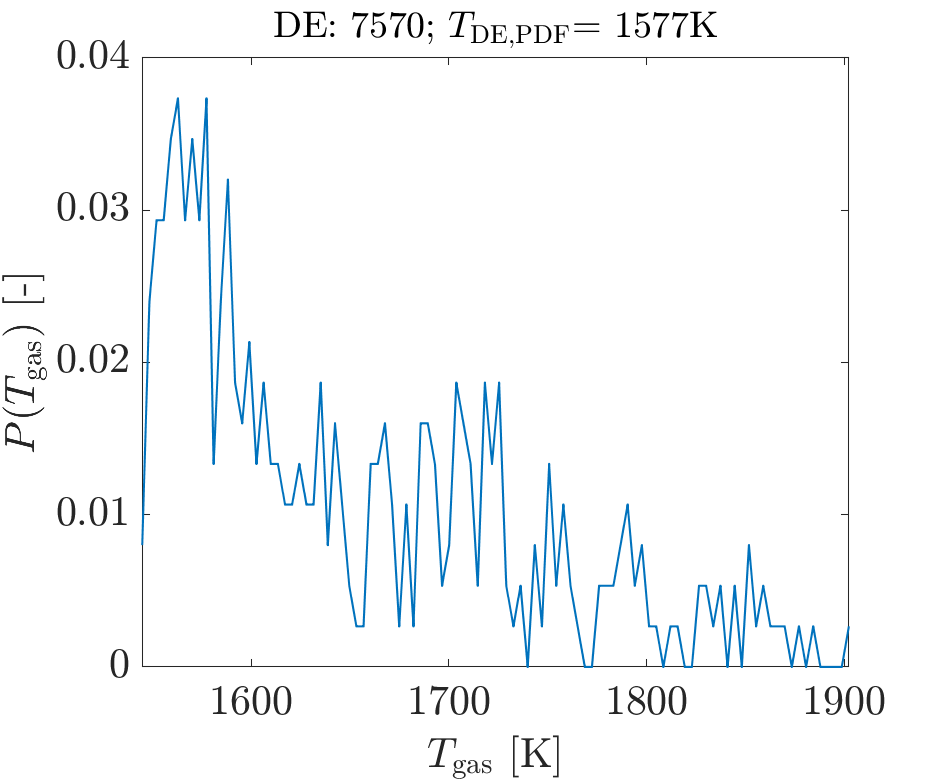 DE: 7570; T_DE,PDF= 1577K
0.04
0.03
0.02
0.01
0
P(T_gas) [-]
1600 1700 1800 1900
T_gas [K]